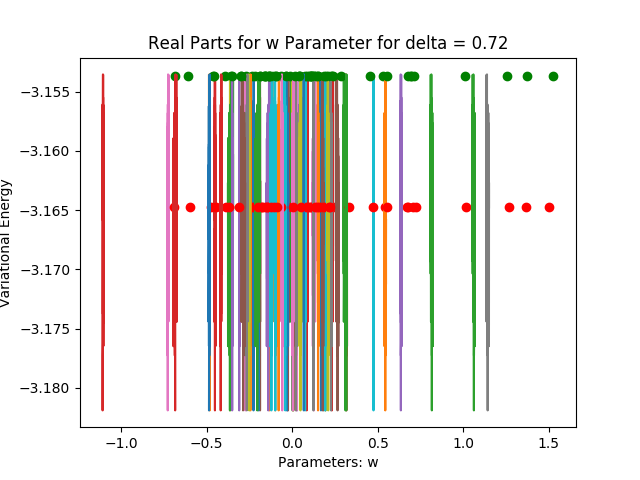 Real Parts for w Parameter for delta = 0.72
−3.155
−3.160
−3.165
−3.170
−3.175
−3.180
Variational Energy
−1.0 −0.5 0.0 0.5 1.0 1.5
Parameters: w